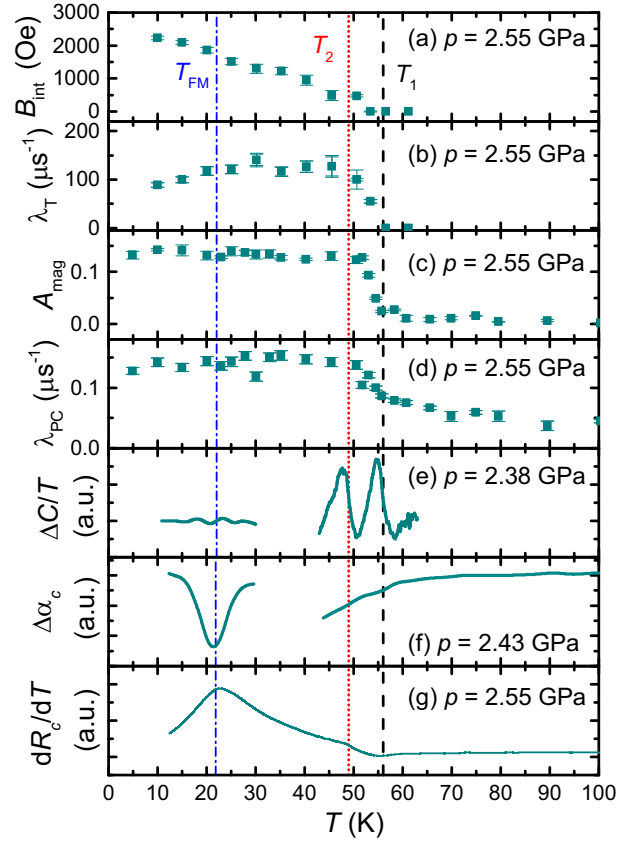 3000
2000
1000
0
B_int (Oe)
T_FM
T_2
T_1
(a) p = 2.55 GPa
200
100
0
λ_T (μs⁻¹)
(b) p = 2.55 GPa
0.1
0.0
A_mag
(c) p = 2.55 GPa
0.1
0.0
λ_PC (μs⁻¹)
(d) p = 2.55 GPa
ΔC/T
(a.u.)
(e) p = 2.38 GPa
Δα_c
(a.u.)
(f) p = 2.43 GPa
dR_c/dT
(a.u.)
(g) p = 2.55 GPa
0 10 20 30 40 50 60 70 80 90 100
T (K)